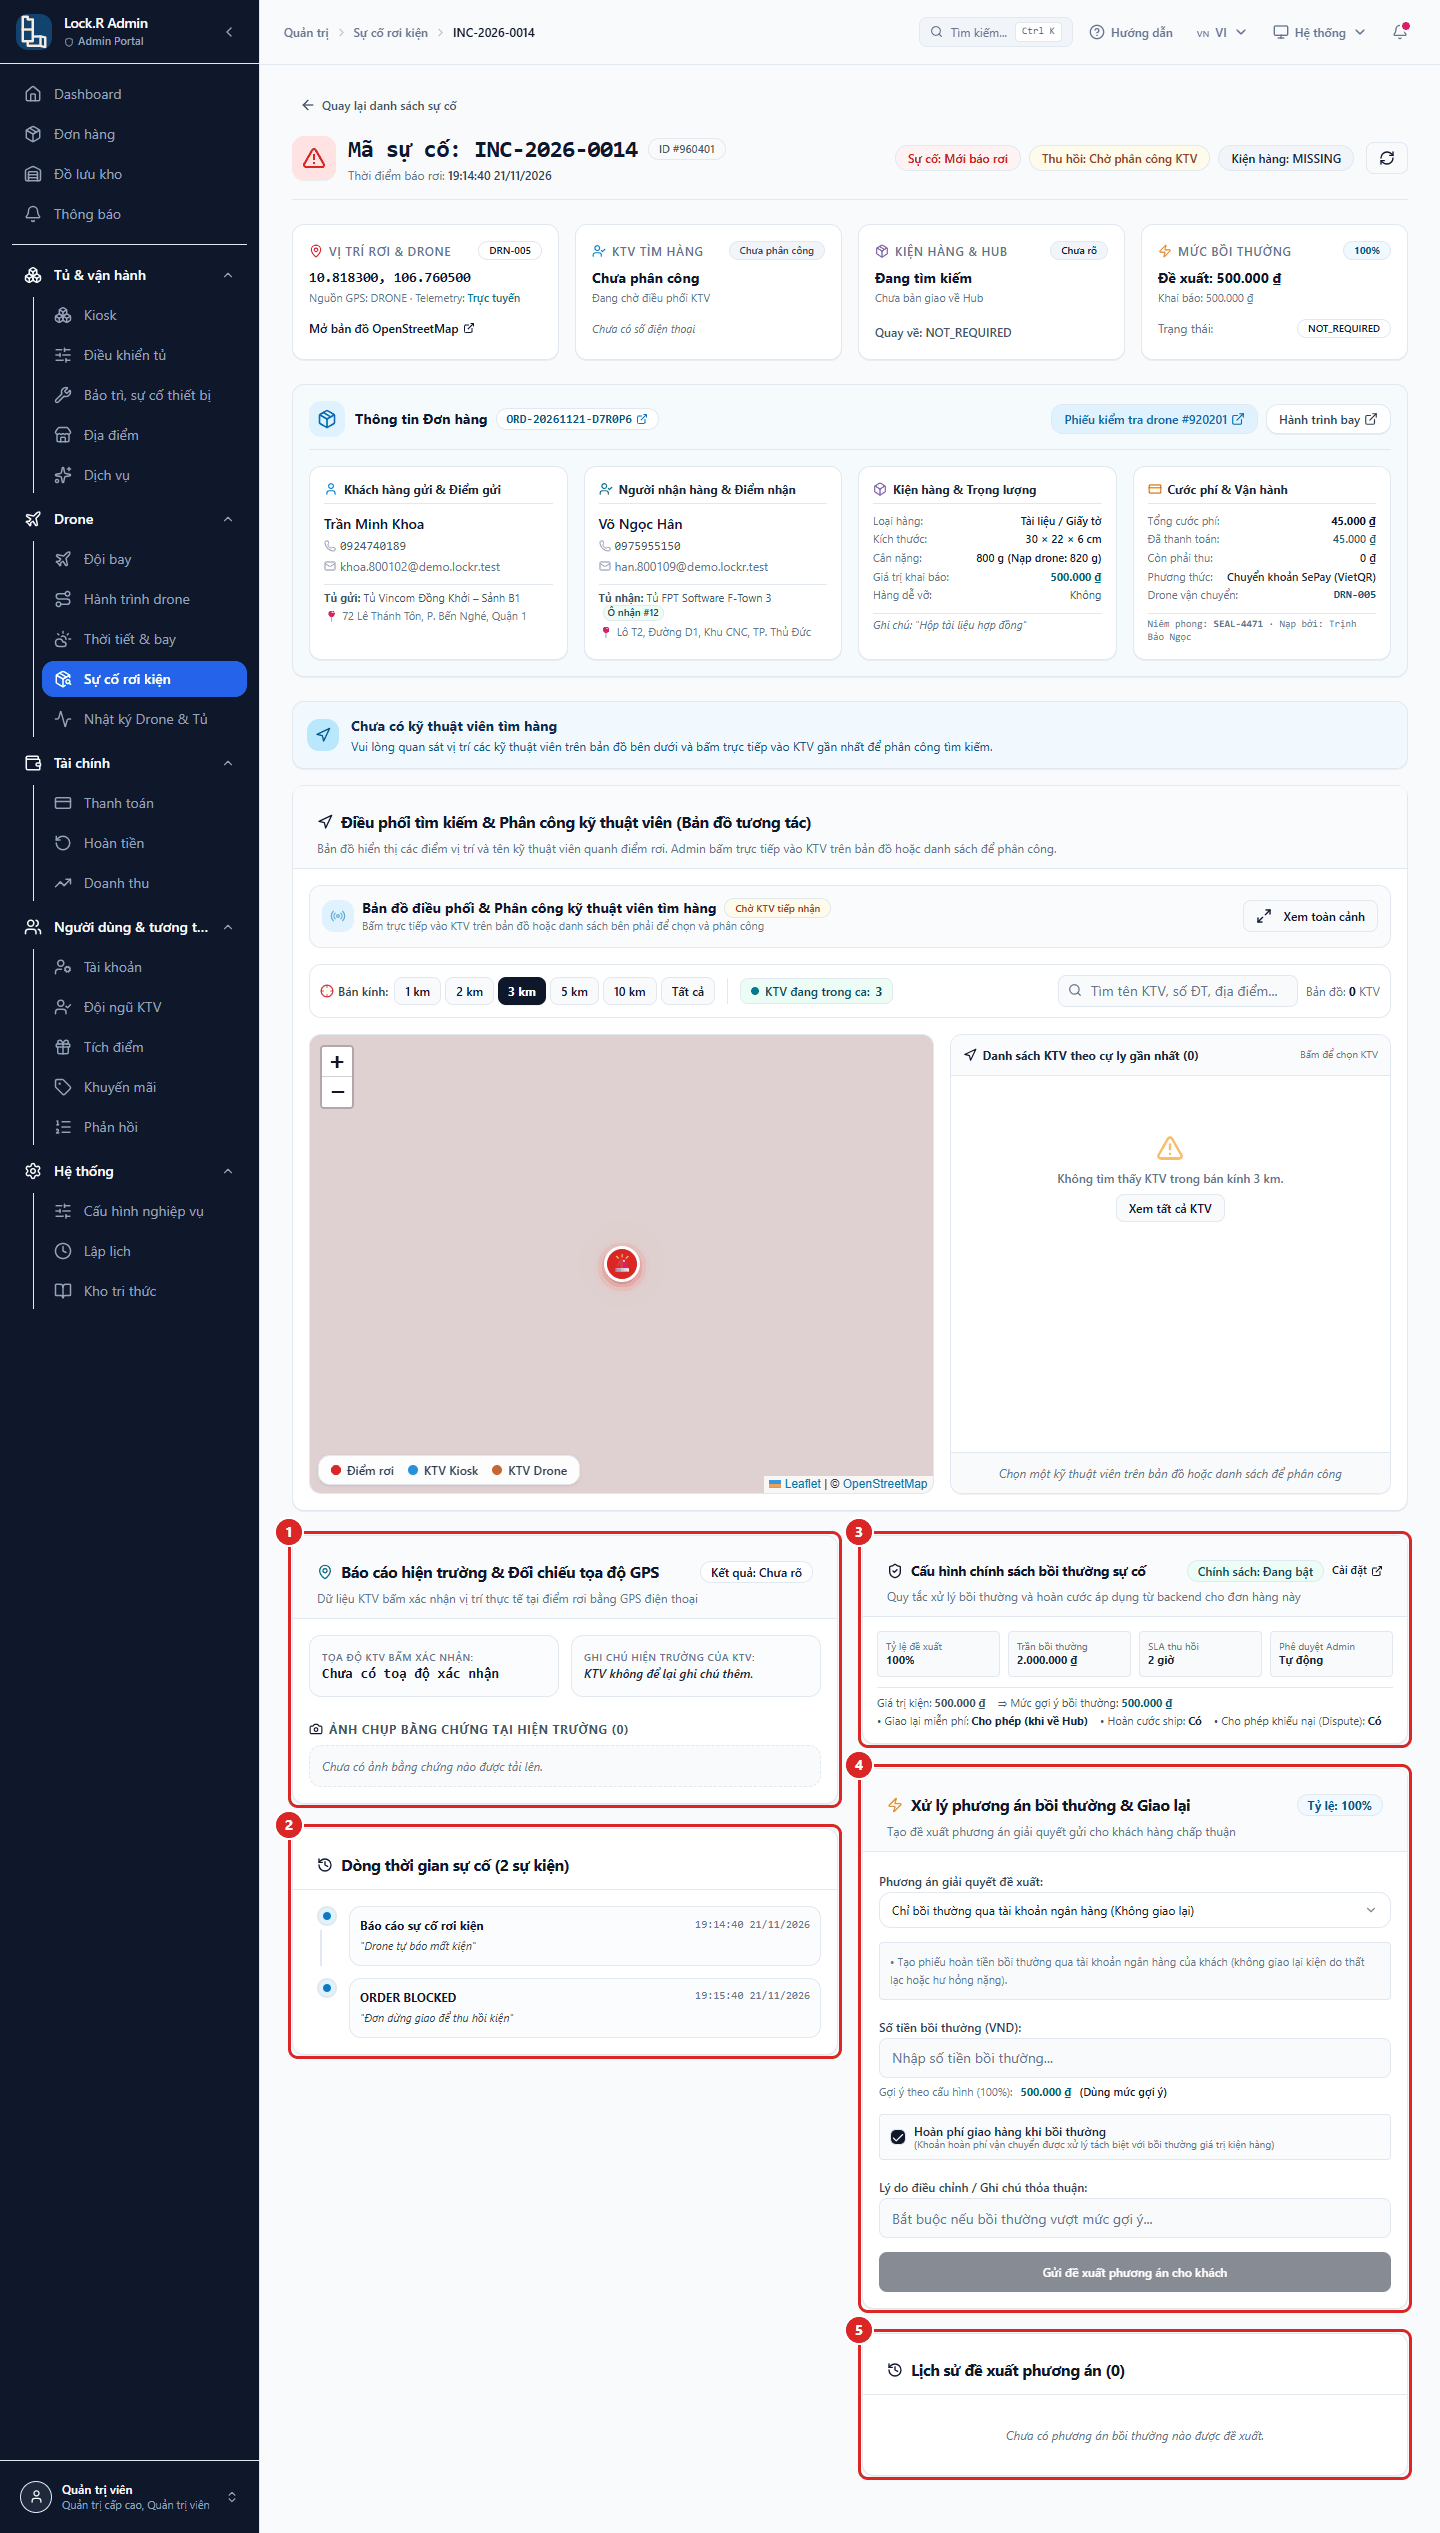 Lock.R Admin
Admin Portal
Dashboard
Đơn hàng
Đồ lưu kho
Thông báo
Tủ & vận hành
Kiosk
Điều khiển tủ
Bảo trì, sự cố thiết bị
Địa điểm
Dịch vụ
Drone
Đội bay
Hành trình drone
Thời tiết & bay
Sự cố rơi kiện
Nhật ký Drone & Tủ
Tài chính
Thanh toán
Hoàn tiền
Doanh thu
Người dùng & tương t...
Tài khoản
Đội ngũ KTV
Tích điểm
Khuyến mãi
Phản hồi
Hệ thống
Cấu hình nghiệp vụ
Lập lịch
Kho tri thức
Quản trị viên
Quản trị cấp cao, Quản trị viên
Quản trị > Sự cố rơi kiện > INC-2026-0014
Tìm kiếm... Ctrl K
Hướng dẫn
VN VI
Hệ thống
Quay lại danh sách sự cố
Mã sự cố: INC-2026-0014
ID #960401
Thời điểm báo rơi: 19:14:40 21/11/2026
Sự cố: Mới báo rơi
Thu hồi: Chờ phân công KTV
Kiện hàng: MISSING
VỊ TRÍ RƠI & DRONE
DRN-005
10.818300, 106.760500
Nguồn GPS: DRONE · Telemetry: Trực tuyến
Mở bản đồ OpenStreetMap
KTV TÌM HÀNG
Chưa phân công
Chưa phân công
Đang chờ điều phối KTV
Chưa có số điện thoại
KIỆN HÀNG & HUB
Chưa rõ
Đang tìm kiếm
Chưa bàn giao về Hub
Quay về: NOT_REQUIRED
MỨC BỒI THƯỜNG
100%
Đề xuất: 500.000 ₫
Khai báo: 500.000 ₫
Trạng thái:
NOT_REQUIRED
Thông tin Đơn hàng
ORD-20261121-D7R0P6
Phiếu kiểm tra drone #920201
Hành trình bay
Khách hàng gửi & Điểm gửi
Trần Minh Khoa
0924740189
khoa.800102@demo.lockr.test
Tủ gửi: Tủ Vincom Đồng Khởi – Sảnh B1
72 Lê Thánh Tôn, P. Bến Nghé, Quận 1
Người nhận hàng & Điểm nhận
Võ Ngọc Hân
0975955150
han.800109@demo.lockr.test
Tủ nhận: Tủ FPT Software F-Town 3
Ô nhận #12
Lô T2, Đường D1, Khu CNC, TP. Thủ Đức
Kiện hàng & Trọng lượng
Loại hàng: Tài liệu / Giấy tờ
Kích thước: 30 × 22 × 6 cm
Cân nặng: 800 g (Nạp drone: 820 g)
Giá trị khai báo: 500.000 ₫
Hàng dễ vỡ: Không
Ghi chú: "Hộp tài liệu hợp đồng"
Cước phí & Vận hành
Tổng cước phí: 45.000 ₫
Đã thanh toán: 45.000 ₫
Còn phải thu: 0 ₫
Phương thức: Chuyển khoản SePay (VietQR)
Drone vận chuyển: DRN-005
Niêm phong: SEAL-4471 · Nạp bởi: Trịnh
Bảo Ngọc
Chưa có kỹ thuật viên tìm hàng
Vui lòng quan sát vị trí các kỹ thuật viên trên bản đồ bên dưới và bấm trực tiếp vào KTV gần nhất để phân công tìm kiếm.
Điều phối tìm kiếm & Phân công kỹ thuật viên (Bản đồ tương tác)
Bản đồ hiển thị các điểm vị trí và tên kỹ thuật viên quanh điểm rơi. Admin bấm trực tiếp vào KTV trên bản đồ hoặc danh sách để phân công.
Bản đồ điều phối & Phân công kỹ thuật viên tìm hàng
Chờ KTV tiếp nhận
Bấm trực tiếp vào KTV trên bản đồ hoặc danh sách bên phải để chọn và phân công
Xem toàn cảnh
Bán kính: 1 km 2 km 3 km 5 km 10 km Tất cả
KTV đang trong ca: 3
Tìm tên KTV, số ĐT, địa điểm...
Bản đồ: 0 KTV
+
−
Điểm rơi
KTV Kiosk
KTV Drone
Leaflet | © OpenStreetMap
Danh sách KTV theo cự ly gần nhất (0)
Bấm để chọn KTV
Không tìm thấy KTV trong bán kính 3 km.
Xem tất cả KTV
Chọn một kỹ thuật viên trên bản đồ hoặc danh sách để phân công
1
Báo cáo hiện trường & Đối chiếu tọa độ GPS
Kết quả: Chưa rõ
Dữ liệu KTV bấm xác nhận vị trí thực tế tại điểm rơi bằng GPS điện thoại
TỌA ĐỘ KTV BẤM XÁC NHẬN:
Chưa có toạ độ xác nhận
GHI CHÚ HIỆN TRƯỜNG CỦA KTV:
KTV không để lại ghi chú thêm.
ẢNH CHỤP BẰNG CHỨNG TẠI HIỆN TRƯỜNG (0)
Chưa có ảnh bằng chứng nào được tải lên.
2
Dòng thời gian sự cố (2 sự kiện)
Báo cáo sự cố rơi kiện
19:14:40 21/11/2026
"Drone tự báo mất kiện"
ORDER BLOCKED
19:15:40 21/11/2026
"Đơn dừng giao để thu hồi kiện"
3
Cấu hình chính sách bồi thường sự cố
Chính sách: Đang bật
Cài đặt
Quy tắc xử lý bồi thường và hoàn cước áp dụng từ backend cho đơn hàng này
Tỷ lệ đề xuất
100%
Trần bồi thường
2.000.000 ₫
SLA thu hồi
2 giờ
Phê duyệt Admin
Tự động
Giá trị kiện: 500.000 ₫ ⇒ Mức gợi ý bồi thường: 500.000 ₫
• Giao lại miễn phí: Cho phép (khi về Hub) • Hoàn cước ship: Có • Cho phép khiếu nại (Dispute): Có
4
Xử lý phương án bồi thường & Giao lại
Tỷ lệ: 100%
Tạo đề xuất phương án giải quyết gửi cho khách hàng chấp thuận
Phương án giải quyết đề xuất:
Chỉ bồi thường qua tài khoản ngân hàng (Không giao lại)
• Tạo phiếu hoàn tiền bồi thường qua tài khoản ngân hàng của khách (không giao lại kiện do thất
lạc hoặc hư hỏng nặng).
Số tiền bồi thường (VND):
Nhập số tiền bồi thường...
Gợi ý theo cấu hình (100%): 500.000 ₫ (Dùng mức gợi ý)
Hoàn phí giao hàng khi bồi thường
(Khoản hoàn phí vận chuyển được xử lý tách biệt với bồi thường giá trị kiện hàng)
Lý do điều chỉnh / Ghi chú thỏa thuận:
Bắt buộc nếu bồi thường vượt mức gợi ý...
Gửi đề xuất phương án cho khách
5
Lịch sử đề xuất phương án (0)
Chưa có phương án bồi thường nào được đề xuất.